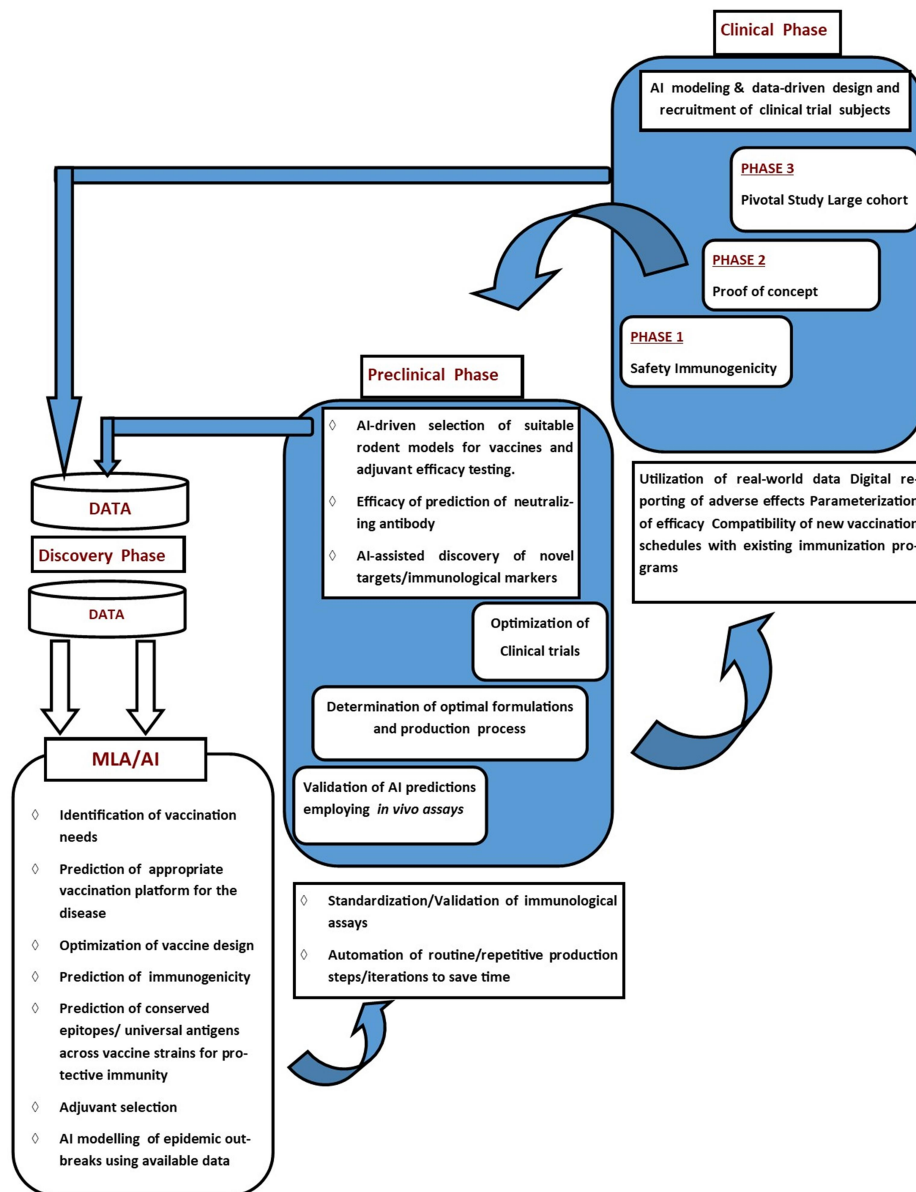 Clinical Phase
AI modeling & data-driven design and
recruitment of clinical trial subjects
PHASE 3
Pivotal Study Large cohort
PHASE 2
Proof of concept
PHASE 1
Safety Immunogenicity
Utilization of real-world data Digital re-
porting of adverse effects Parameterization
of efficacy Compatibility of new vaccination
schedules with existing immunization pro-
grams
Preclinical Phase
◊ AI-driven selection of suitable
rodent models for vaccines and
adjuvant efficacy testing.
◊ Efficacy of prediction of neutraliz-
ing antibody
◊ AI-assisted discovery of novel
targets/immunological markers
Optimization of
Clinical trials
Determination of optimal formulations
and production process
Validation of AI predictions
employing in vivo assays
◊ Standardization/Validation of immunological
assays
◊ Automation of routine/repetitive production
steps/iterations to save time
DATA
Discovery Phase
DATA
MLA/AI
◊ Identification of vaccination
needs
◊ Prediction of appropriate
vaccination platform for the
disease
◊ Optimization of vaccine design
◊ Prediction of immunogenicity
◊ Prediction of conserved
epitopes/ universal antigens
across vaccine strains for pro-
tective immunity
◊ Adjuvant selection
◊ AI modelling of epidemic out-
breaks using available data